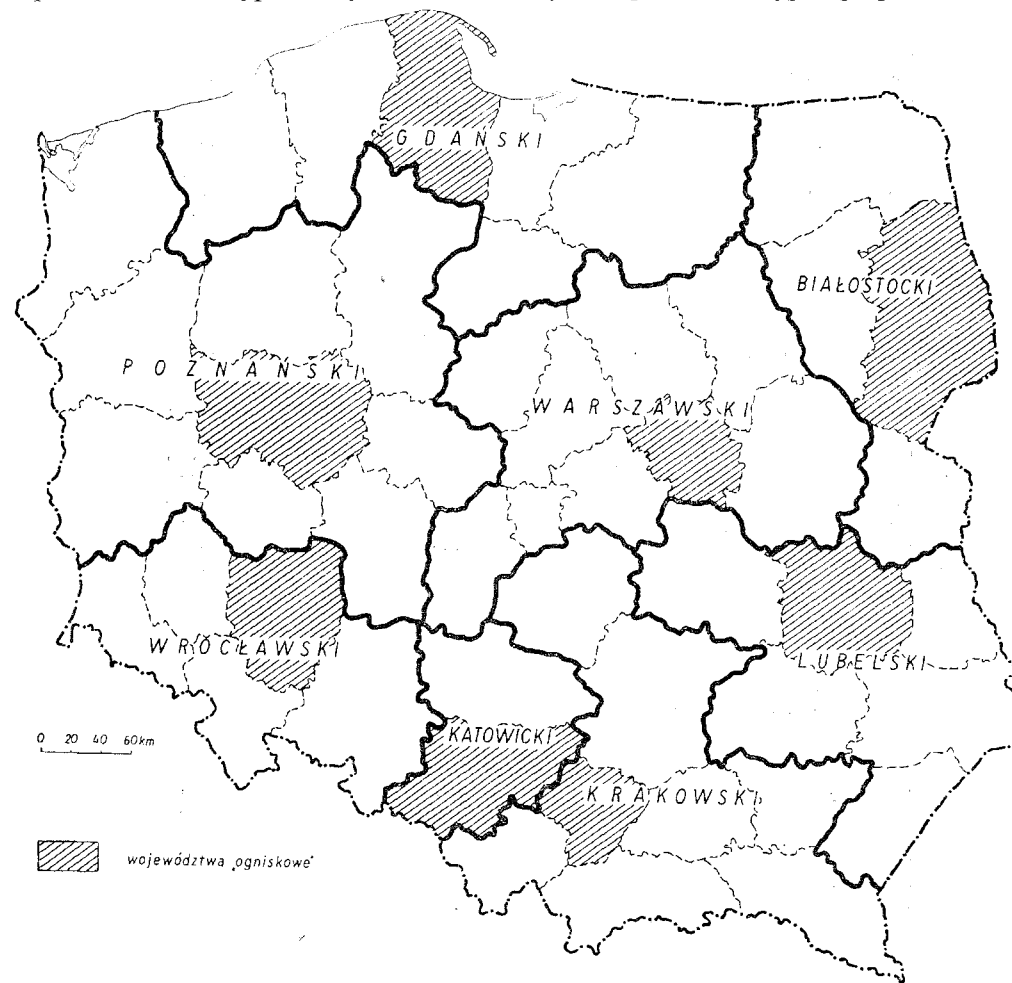 GDAŃSKI
BIAŁOSTOCKI
POZNAŃSKI
WARSZAWSKI
WROCŁAWSKI
LUBELSKI
KATOWICKI
KRAKOWSKI
0 20 40 60km
województwa „ogniskowe"